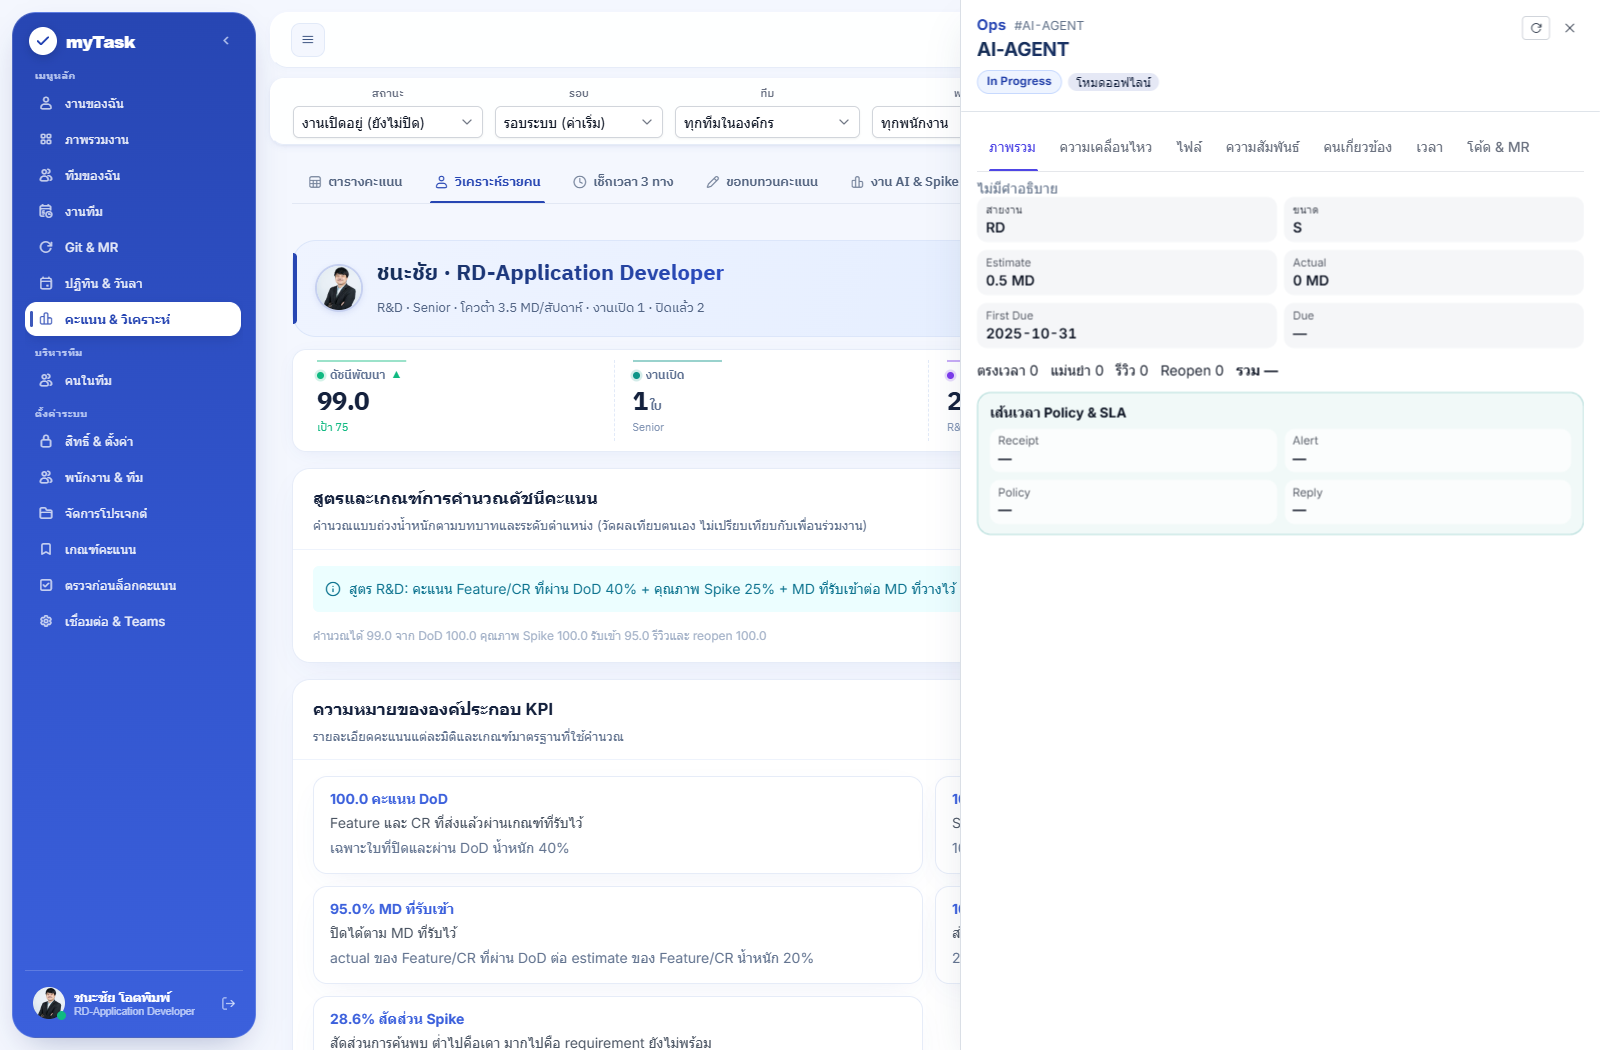 myTask
เมนูหลัก
งานของฉัน
ภาพรวมงาน
ทีมของฉัน
งานทีม
Git & MR
ปฏิทิน & วันลา
คะแนน & วิเคราะห์
บริหารทีม
คนในทีม
ตั้งค่าระบบ
สิทธิ์ & ตั้งค่า
พนักงาน & ทีม
จัดการโปรเจกต์
เกณฑ์คะแนน
ตรวจก่อนล็อกคะแนน
เชื่อมต่อ & Teams
ชนะชัย โอตพิมพ์
RD-Application Developer
สถานะ รอบ ทีม
งานเปิดอยู่ (ยังไม่ปิด) รอบระบบ (ค่าเริ่ม) ทุกทีมในองค์กร ทุกพนักงาน
ตารางคะแนน วิเคราะห์รายคน เช็กเวลา 3 ทาง ขอทบทวนคะแนน งาน AI & Spike
ชนะชัย · RD-Application Developer
R&D · Senior · โควต้า 3.5 MD/สัปดาห์ · งานเปิด 1 · ปิดแล้ว 2
ดัชนีพัฒนา ▲ งานเปิด
99.0 1 ใบ 2
เป้า 75 Senior R&
สูตรและเกณฑ์การคำนวณดัชนีคะแนน
คำนวณแบบถ่วงน้ำหนักตามบทบาทและระดับตำแหน่ง (วัดผลเทียบตนเอง ไม่เปรียบเทียบกับเพื่อนร่วมงาน)
สูตร R&D: คะแนน Feature/CR ที่ผ่าน DoD 40% + คุณภาพ Spike 25% + MD ที่รับเข้าต่อ MD ที่วางไว้
คำนวณได้ 99.0 จาก DoD 100.0 คุณภาพ Spike 100.0 รับเข้า 95.0 รีวิวและ reopen 100.0
ความหมายขององค์ประกอบ KPI
รายละเอียดคะแนนแต่ละมิติและเกณฑ์มาตรฐานที่ใช้คำนวณ
100.0 คะแนน DoD
Feature และ CR ที่ส่งแล้วผ่านเกณฑ์ที่รับไว้
เฉพาะใบที่ปิดและผ่าน DoD น้ำหนัก 40%
95.0% MD ที่รับเข้า
ปิดได้ตาม MD ที่รับไว้
actual ของ Feature/CR ที่ผ่าน DoD ต่อ estimate ของ Feature/CR น้ำหนัก 20%
28.6% สัดส่วน Spike
สัดส่วนการค้นพบ ต่ำไปคือเดา มากไปคือ requirement ยังไม่พร้อม
Ops #AI-AGENT
AI-AGENT
In Progress โหมดออฟไลน์
ภาพรวม ความเคลื่อนไหว ไฟล์ ความสัมพันธ์ คนเกี่ยวข้อง เวลา โค้ด & MR
ไม่มีคำอธิบาย
สายงาน ขนาด
RD S
Estimate Actual
0.5 MD 0 MD
First Due Due
2025-10-31 —
ตรงเวลา 0 แม่นยำ 0 รีวิว 0 Reopen 0 รวม —
เส้นเวลา Policy & SLA
Receipt Alert
— —
Policy Reply
— —